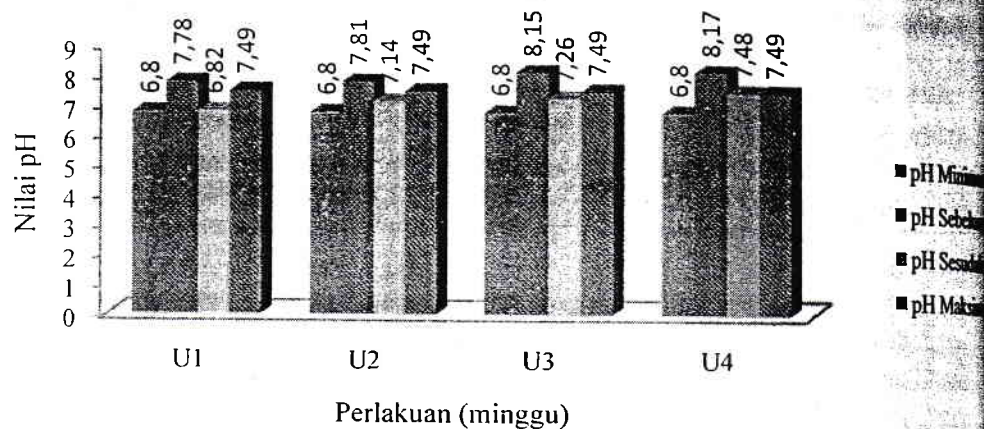 9
8
7
6
5
4
3
2
1
0
Nilai pH
6,8 7,78 6,82 7,49
6,8 7,81 7,14 7,49
6,8 8,15 7,26 7,49
6,8 8,17 7,48 7,49
U1 U2 U3 U4
Perlakuan (minggu)
pH
pH
pH
pH